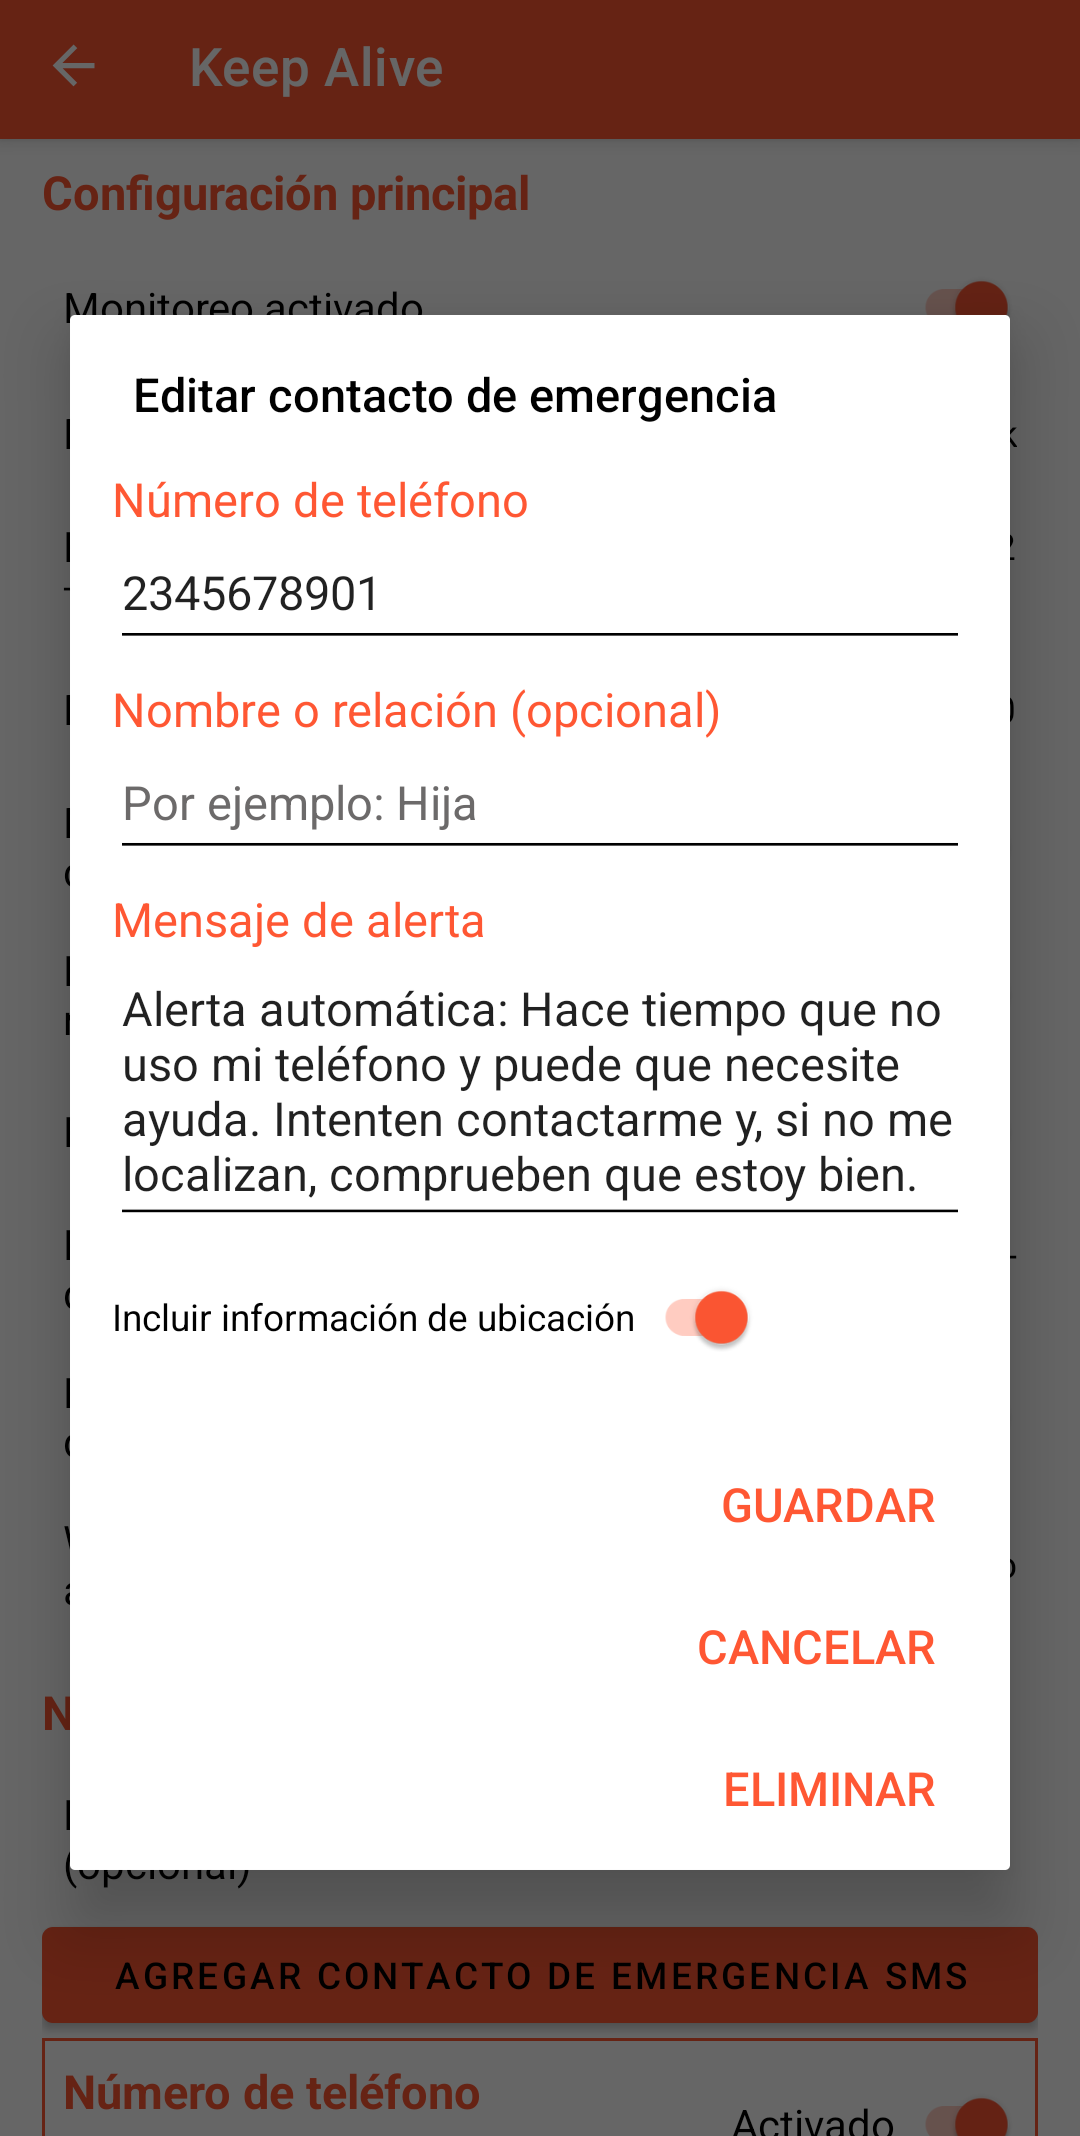 Keep Alive
Configuración principal
Monitoreo activado
Editar contacto de emergencia
Número de teléfono
2345678901
Nombre o relación (opcional)
Por ejemplo: Hija
Mensaje de alerta
Alerta automática: Hace tiempo que no
uso mi teléfono y puede que necesite
ayuda. Intenten contactarme y, si no me
localizan, comprueben que estoy bien.
Incluir información de ubicación
GUARDAR
CANCELAR
ELIMINAR
(opcional)
AGREGAR CONTACTO DE EMERGENCIA SMS
Número de teléfono
Activado